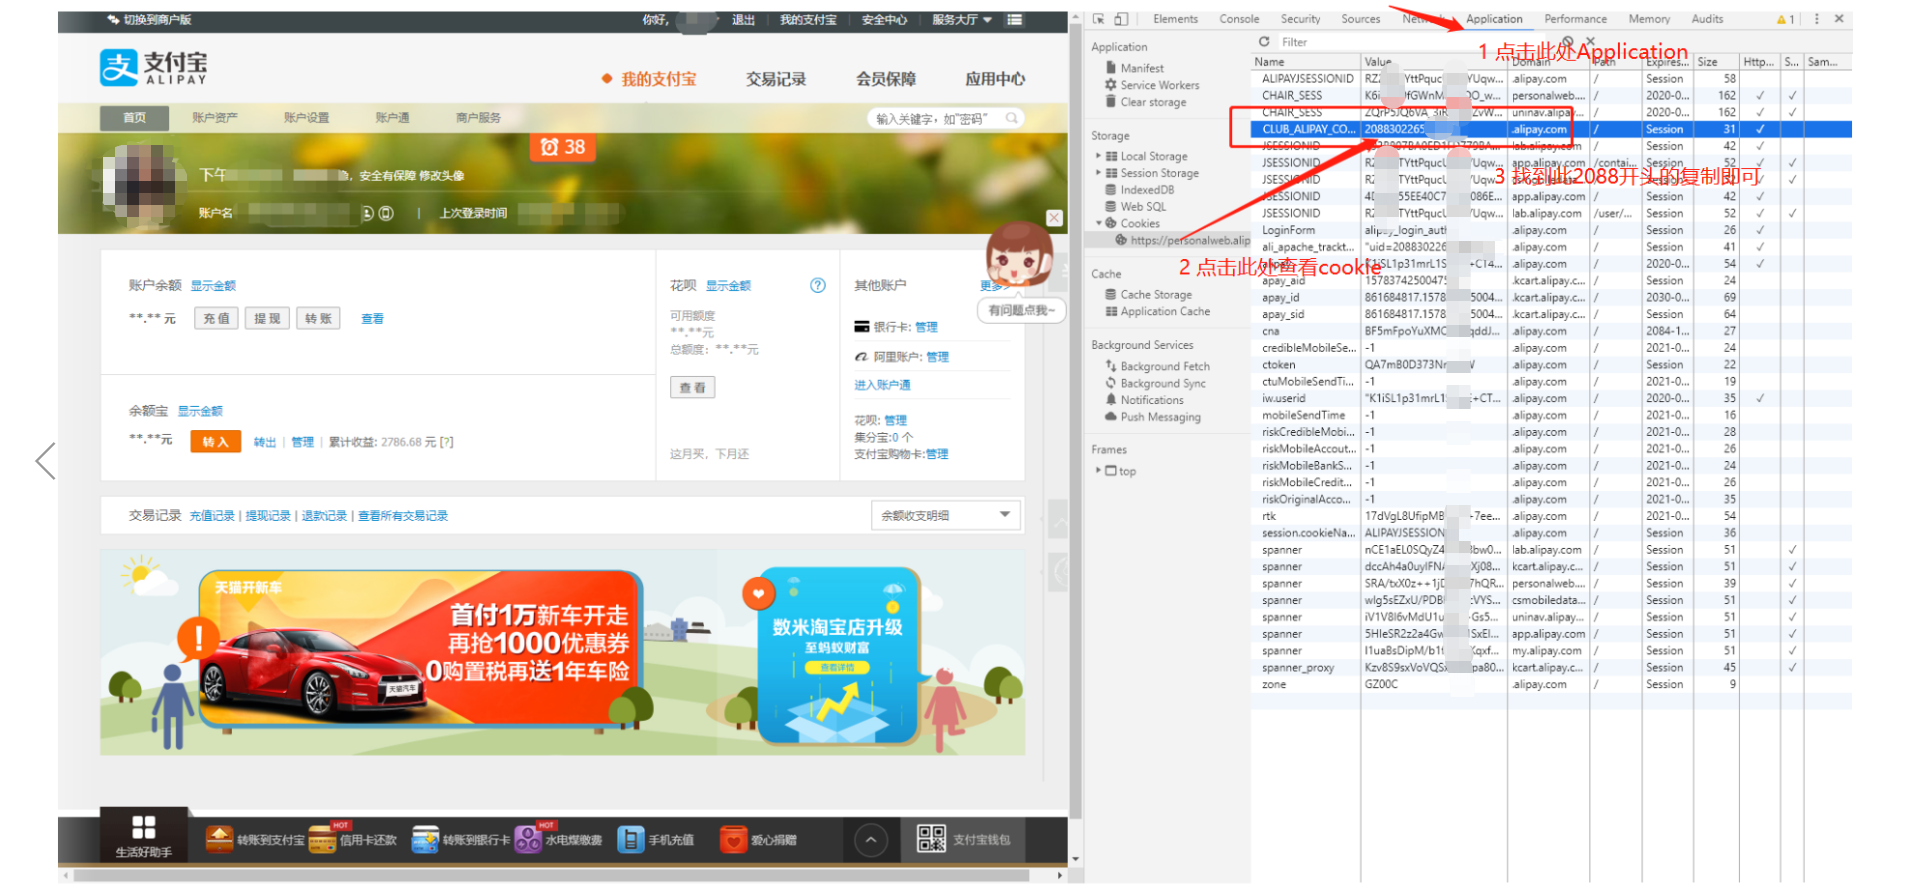 切换到商户版
你好,
退出
我的支付宝
安全中心
服务大厅
支付宝
ALIPAY
我的支付宝
交易记录
会员保障
应用中心
首页
账户资产
账户设置
账户通
商户服务
输入关键字，如"密码"
38
下午
安全有保障 修改头像
账户名
上次登录时间
账户余额 显示金额
**.** 元 充值 提现 转账 查看
花呗 显示金额
可用额度
**.**元
总额度: **.**元
查看
这月买，下月还
其他账户
更多
有问题点我~
银行卡: 管理
阿里账户: 管理
进入账户通
花呗: 管理
集分宝:0 个
支付宝购物卡:管理
余额宝 显示金额
**.**元 转入 转出 | 管理 | 累计收益: 2786.68 元 [?]
交易记录 充值记录 | 提现记录 | 退款记录 | 查看所有交易记录
余额收支明细
天猫开新车
首付1万新车开走
再抢1000优惠券
0购置税再送1年车险
天猫汽车
数米淘宝店升级
至蚂蚁财富
查看详情
生活好助手
转账到支付宝
HOT
信用卡还款
转账到银行卡
HOT
水电煤缴费
手机充值
爱心捐赠
支付宝钱包
Elements Console Security Sources Application Performance Memory Audits 1
Application
Manifest
Service Workers
Clear storage
Storage
Local Storage
Session Storage
IndexedDB
Web SQL
Cookies
https://personalweb.alip
Cache
Cache Storage
Application Cache
Background Services
Background Fetch
Background Sync
Notifications
Push Messaging
Frames
top
Filter
1 点击此处Application
2 点击此处查看cookie
3 找到此2088开头的复制即可
Name Value Domain Path Expires... Size Http... S... Sam...
ALIPAYJSESSIONID .alipay.com / Session 58
CHAIR_SESS personalweb.... / 2020-0... 162 ✓ ✓
CHAIR_SESS uninav.alipay... / 2020-0... 162 ✓ ✓
CLUB_ALIPAY_CO... 2088302265 .alipay.com / Session 31 ✓
JSESSIONID lab.alipay.com / Session 42 ✓
JSESSIONID app.alipay.com /contai... Session 52 ✓ ✓
JSESSIONID
JSESSIONID app.alipay.com / Session 42 ✓
JSESSIONID lab.alipay.com /user/... Session 52 ✓ ✓
LoginForm alipay_login_aut .alipay.com / Session 26 ✓
ali_apache_trackt... "uid=208830226 .alipay.com / Session 41 ✓
.alipay.com / 2020-0... 54 ✓
apay_aid .kcart.alipay.c... / Session 24
apay_id 861684817.1578 5004... .kcart.alipay.c... / 2030-0... 69
apay_sid 861684817.1578 5004... .kcart.alipay.c... / Session 64
cna BF5mFpoYuXMC qddJ... .alipay.com / 2084-1... 27
credibleMobileSe... -1 .alipay.com / 2021-0... 24
ctoken .alipay.com / Session 22
ctuMobileSendTi... -1 .alipay.com / 2021-0... 19
iw.userid "K1iSL1p31mrL1 +CT... .alipay.com / 2020-0... 35 ✓
mobileSendTime -1 .alipay.com / 2021-0... 16
riskCredibleMobi... -1 .alipay.com / 2021-0... 28
riskMobileAccout... -1 .alipay.com / 2021-0... 26
riskMobileBankS... -1 .alipay.com / 2021-0... 24
riskMobileCredit... -1 .alipay.com / 2021-0... 26
riskOriginalAcco... -1 .alipay.com / 2021-0... 35
rtk 17dVgL8UfipMB +7ee... .alipay.com / 2021-0... 54
session.cookieNa... ALIPAYJSESSION .alipay.com / Session 36
spanner nCE1aEL0SQyZ4 bw0... lab.alipay.com / Session 51 ✓
spanner dccAh4a0uyIFN Xj08... kcart.alipay.c... / Session 51 ✓
spanner SRA/txX0z++1j 7hQR... personalweb.... / Session 39 ✓
spanner wIg5sEZxU/PDB VYS... csmobiledata... / Session 51 ✓
spanner iV1V8I6vMdU1u Gs5... uninav.alipay... / Session 51 ✓
spanner 5HIeSR2z2a4Gw SxEI... app.alipay.com / Session 51 ✓
spanner I1uaBsDipM/b1 Kqxf... my.alipay.com / Session 51 ✓
spanner_proxy Kzv8S9sxVoVQS pa80... kcart.alipay.c... / Session 45 ✓
zone GZ00C .alipay.com / Session 9